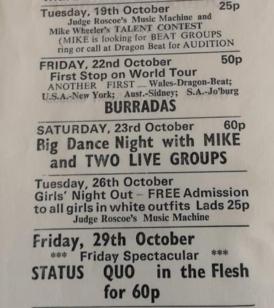 Tuesday, 19th October 25p
Judge Roscoe's Music Machine and
Mike Wheeler's TALENT CONTEST
(MIKE is looking for BEAT GROUPS
ring or call at Dragon Beat for AUDITION
FRIDAY, 22nd October 50p
First Stop on World Tour
ANOTHER FIRST — Wales-Dragon-Beat;
U.S.A.-New York; Aust.-Sidney; S.A.-Jo'burg
BURRADAS
SATURDAY, 23rd October 60p
Big Dance Night with MIKE
and TWO LIVE GROUPS
Tuesday, 26th October
Girls' Night Out – FREE Admission
to all girls in white outfits Lads 25p
Judge Roscoe's Music Machine
Friday, 29th October
*** Friday Spectacular ***
STATUS QUO in the Flesh
for 60p